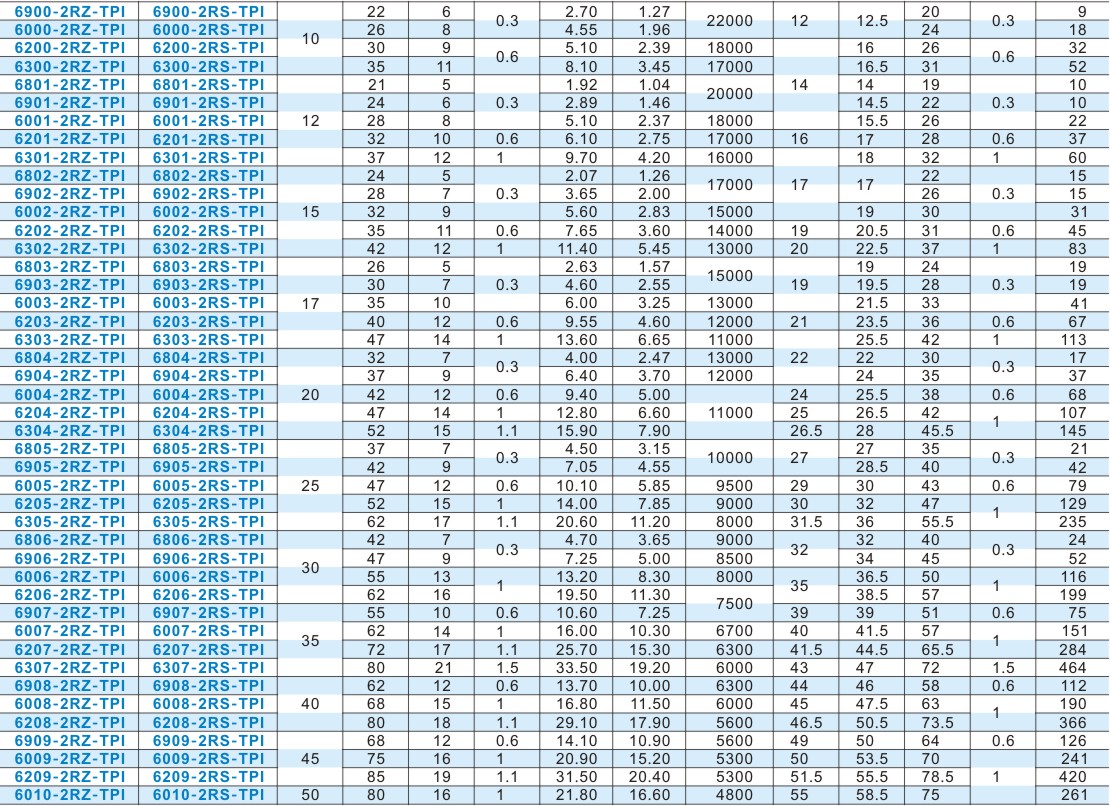 6900-2RZ-TPI 6900-2RS-TPI 22 6 0.3 2.70 1.27 22000 12 12.5 20 0.3 9
6000-2RZ-TPI 6000-2RS-TPI 10 26 8 4.55 1.96 24 18
6200-2RZ-TPI 6200-2RS-TPI 30 9 0.6 5.10 2.39 18000 16 26 0.6 32
6300-2RZ-TPI 6300-2RS-TPI 35 11 8.10 3.45 17000 14 16.5 31 52
6801-2RZ-TPI 6801-2RS-TPI 21 5 1.92 1.04 20000 14 19 10
6901-2RZ-TPI 6901-2RS-TPI 24 6 0.3 2.89 1.46 14.5 22 0.3 10
6001-2RZ-TPI 6001-2RS-TPI 12 28 8 5.10 2.37 18000 15.5 26 22
6201-2RZ-TPI 6201-2RS-TPI 32 10 0.6 6.10 2.75 17000 16 17 28 0.6 37
6301-2RZ-TPI 6301-2RS-TPI 37 12 1 9.70 4.20 16000 18 32 1 60
6802-2RZ-TPI 6802-2RS-TPI 24 5 2.07 1.26 17000 17 17 22 15
6902-2RZ-TPI 6902-2RS-TPI 28 7 0.3 3.65 2.00 26 0.3 15
6002-2RZ-TPI 6002-2RS-TPI 15 32 9 5.60 2.83 15000 19 30 31
6202-2RZ-TPI 6202-2RS-TPI 35 11 0.6 7.65 3.60 14000 19 20.5 31 0.6 45
6302-2RZ-TPI 6302-2RS-TPI 42 12 1 11.40 5.45 13000 20 22.5 37 1 83
6803-2RZ-TPI 6803-2RS-TPI 26 5 2.63 1.57 15000 19 24 19
6903-2RZ-TPI 6903-2RS-TPI 30 7 0.3 4.60 2.55 19 19.5 28 0.3 19
6003-2RZ-TPI 6003-2RS-TPI 17 35 10 6.00 3.25 13000 21.5 33 41
6203-2RZ-TPI 6203-2RS-TPI 40 12 0.6 9.55 4.60 12000 21 23.5 36 0.6 67
6303-2RZ-TPI 6303-2RS-TPI 47 14 1 13.60 6.65 11000 25.5 42 1 113
6804-2RZ-TPI 6804-2RS-TPI 32 7 0.3 4.00 2.47 13000 22 22 30 0.3 17
6904-2RZ-TPI 6904-2RS-TPI 37 9 6.40 3.70 12000 24 35 37
6004-2RZ-TPI 6004-2RS-TPI 20 42 12 0.6 9.40 5.00 24 25.5 38 0.6 68
6204-2RZ-TPI 6204-2RS-TPI 47 14 1 12.80 6.60 11000 25 26.5 42 1 107
6304-2RZ-TPI 6304-2RS-TPI 52 15 1.1 15.90 7.90 26.5 28 45.5 145
6805-2RZ-TPI 6805-2RS-TPI 37 7 0.3 4.50 3.15 10000 27 27 35 0.3 21
6905-2RZ-TPI 6905-2RS-TPI 42 9 7.05 4.55 28.5 40 42
6005-2RZ-TPI 6005-2RS-TPI 25 47 12 0.6 10.10 5.85 9500 29 30 43 0.6 79
6205-2RZ-TPI 6205-2RS-TPI 52 15 1 14.00 7.85 9000 30 32 47 1 129
6305-2RZ-TPI 6305-2RS-TPI 62 17 1.1 20.60 11.20 8000 31.5 36 55.5 235
6806-2RZ-TPI 6806-2RS-TPI 42 7 0.3 4.70 3.65 9000 32 32 40 0.3 24
6906-2RZ-TPI 6906-2RS-TPI 30 47 9 7.25 5.00 8500 34 45 52
6006-2RZ-TPI 6006-2RS-TPI 55 13 1 13.20 8.30 8000 35 36.5 50 1 116
6206-2RZ-TPI 6206-2RS-TPI 62 16 19.50 11.30 7500 38.5 57 199
6907-2RZ-TPI 6907-2RS-TPI 55 10 0.6 10.60 7.25 39 39 51 0.6 75
6007-2RZ-TPI 6007-2RS-TPI 35 62 14 1 16.00 10.30 6700 40 41.5 57 1 151
6207-2RZ-TPI 6207-2RS-TPI 72 17 1.1 25.70 15.30 6300 41.5 44.5 65.5 284
6307-2RZ-TPI 6307-2RS-TPI 80 21 1.5 33.50 19.20 6000 43 47 72 1.5 464
6908-2RZ-TPI 6908-2RS-TPI 62 12 0.6 13.70 10.00 6300 44 46 58 0.6 112
6008-2RZ-TPI 6008-2RS-TPI 40 68 15 1 16.80 11.50 6000 45 47.5 63 1 190
6208-2RZ-TPI 6208-2RS-TPI 80 18 1.1 29.10 17.90 5600 46.5 50.5 73.5 366
6909-2RZ-TPI 6909-2RS-TPI 68 12 0.6 14.10 10.90 5600 49 50 64 0.6 126
6009-2RZ-TPI 6009-2RS-TPI 45 75 16 1 20.90 15.20 5300 50 53.5 70 241
6209-2RZ-TPI 6209-2RS-TPI 85 19 1.1 31.50 20.40 5300 51.5 55.5 78.5 1 420
6010-2RZ-TPI 6010-2RS-TPI 50 80 16 1 21.80 16.60 4800 55 58.5 75 261